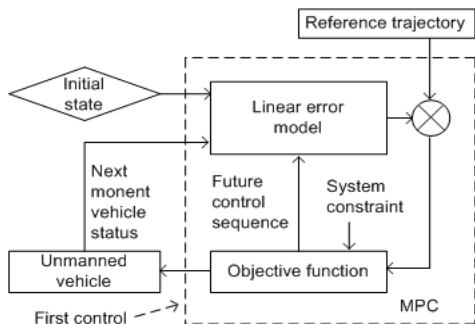 Reference trajectory
Initial
state
Linear error
model
Next
monent
vehicle
status
Future
control
sequence
System
constraint
Unmanned
vehicle
Objective function
First control
MPC